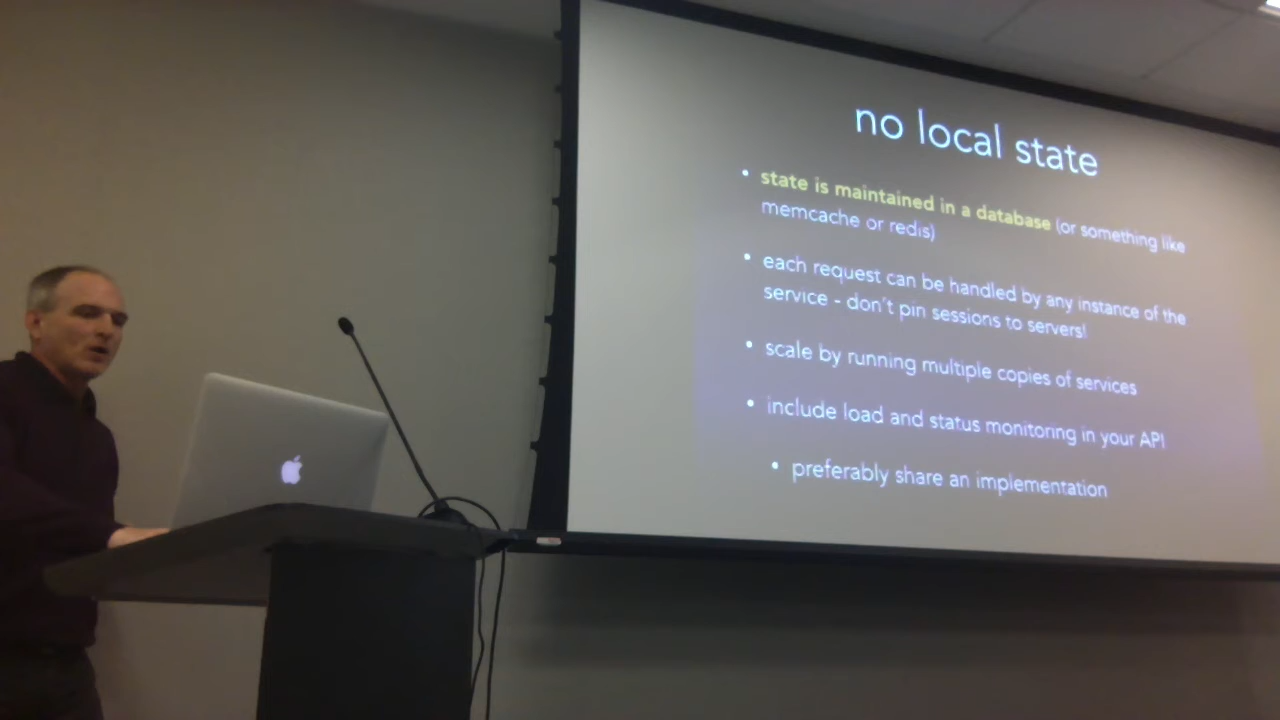 no local state
• state is maintained in a database (or something like
memcache or redis)
• each request can be handled by any instance of the
service - don't pin sessions to servers!
• scale by running multiple copies of services
• include load and status monitoring in your API
• preferably share an implementation